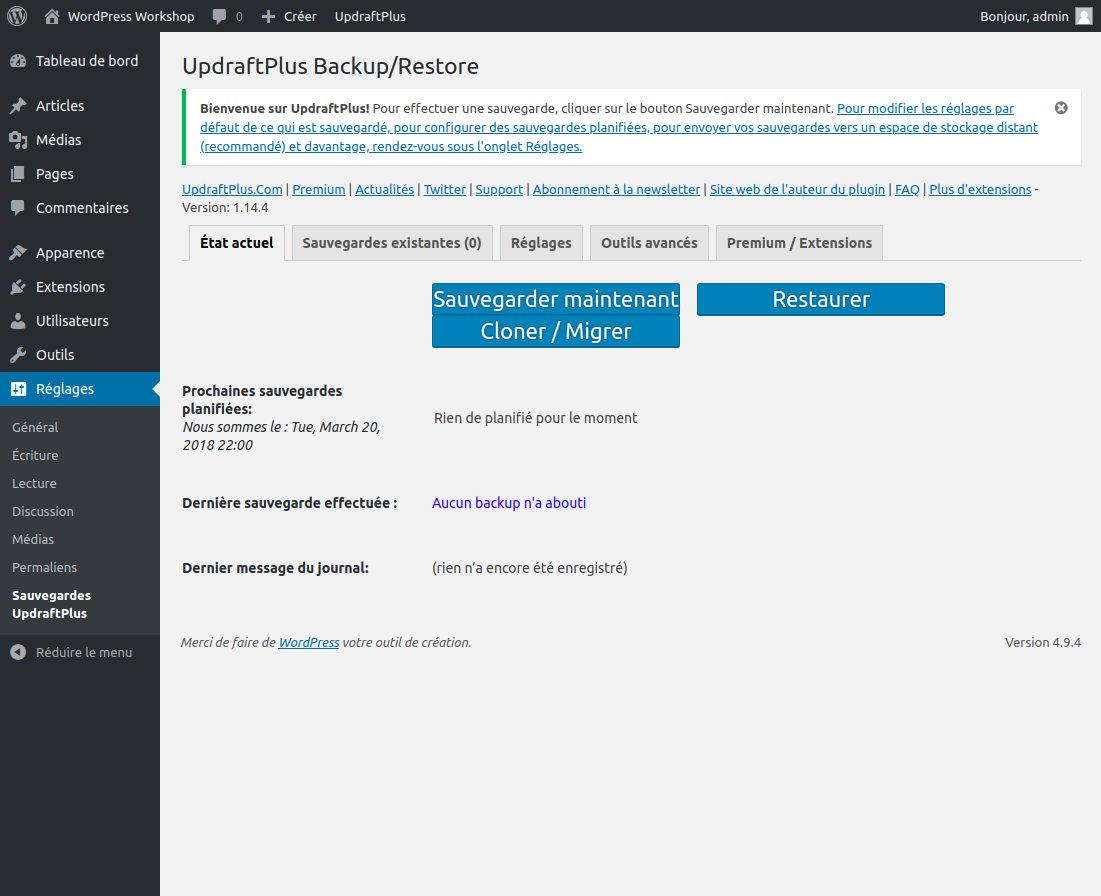 WordPress Workshop 0 Créer UpdraftPlus Bonjour, admin
Tableau de bord
Articles
Médias
Pages
Commentaires
Apparence
Extensions
Utilisateurs
Outils
Réglages
Général
Écriture
Lecture
Discussion
Médias
Permaliens
Sauvegardes
UpdraftPlus
Réduire le menu
UpdraftPlus Backup/Restore
Bienvenue sur UpdraftPlus! Pour effectuer une sauvegarde, cliquer sur le bouton Sauvegarder maintenant. Pour modifier les réglages par
défaut de ce qui est sauvegardé, pour configurer des sauvegardes planifiées, pour envoyer vos sauvegardes vers un espace de stockage distant
(recommandé) et davantage, rendez-vous sous l'onglet Réglages.
UpdraftPlus.Com | Premium | Actualités | Twitter | Support | Abonnement à la newsletter | Site web de l'auteur du plugin | FAQ | Plus d'extensions -
Version: 1.14.4
État actuel Sauvegardes existantes (0) Réglages Outils avancés Premium / Extensions
Sauvegarder maintenant Restaurer
Cloner / Migrer
Prochaines sauvegardes
planifiées:
Nous sommes le : Tue, March 20,
2018 22:00
Rien de planifié pour le moment
Dernière sauvegarde effectuée : Aucun backup n'a abouti
Dernier message du journal: (rien n'a encore été enregistré)
Merci de faire de WordPress votre outil de création. Version 4.9.4